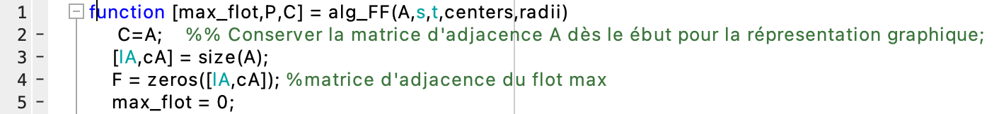 1 function [max_flot,P,C] = alg_FF(A,s,t,centers,radii)
2 - C=A; %% Conserver la matrice d'adjacence A dès le ébut pour la répresentation graphique;
3 - [lA,cA] = size(A);
4 - F = zeros([lA,cA]); %matrice d'adjacence du flot max
5 - max_flot = 0;